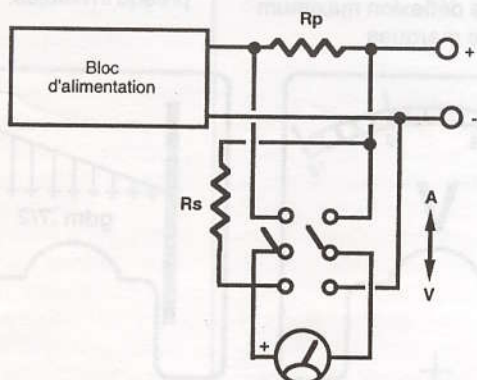 Rp
+
Bloc
d'alimentation
-
Rs
A
V
+